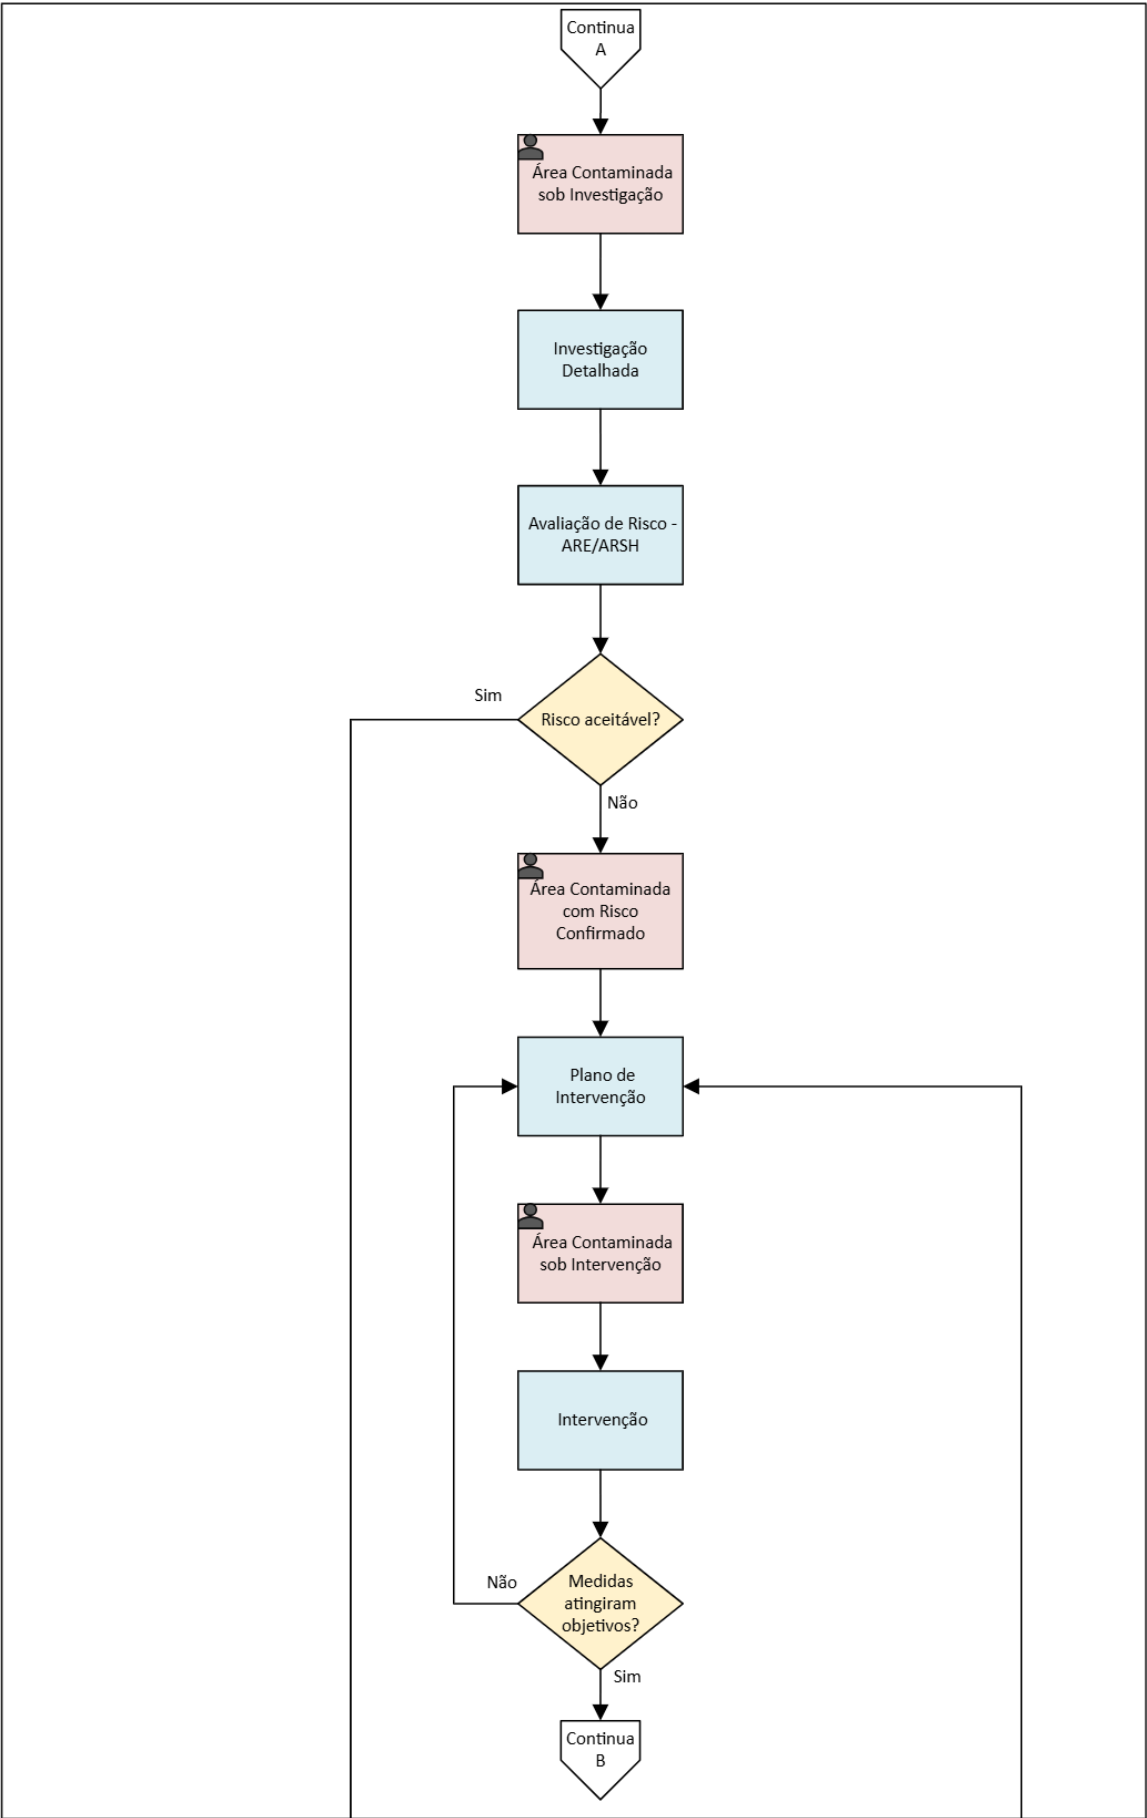 Continua
A
Área Contaminada
sob Investigação
Investigação
Detalhada
Avaliação de Risco -
ARE/ARSH
Sim
Risco aceitável?
Não
Área Contaminada
com Risco
Confirmado
Plano de
Intervenção
Área Contaminada
sob Intervenção
Intervenção
Não
Medidas
atingiram
objetivos?
Sim
Continua
B